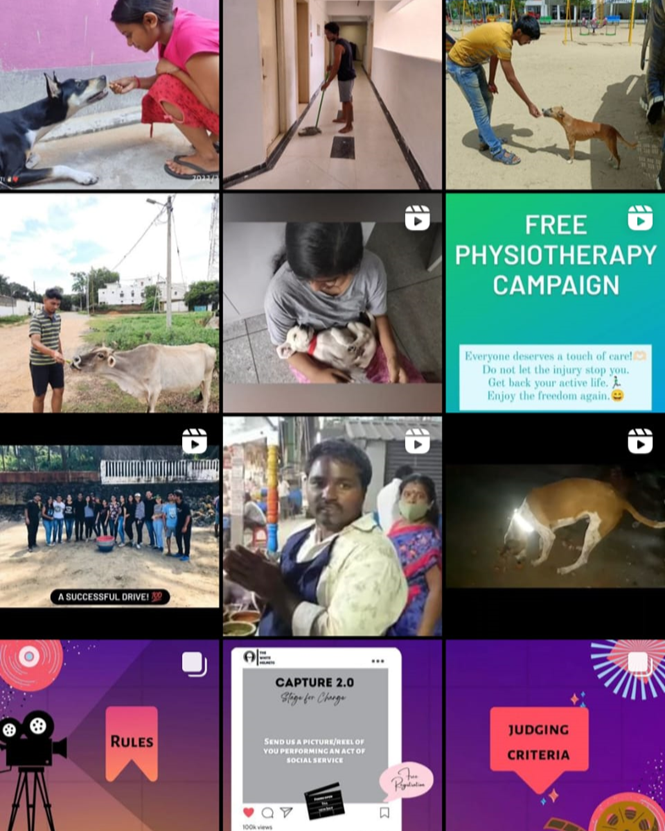 FREE
PHYSIOTHERAPY
CAMPAIGN
Everyone deserves a touch of care!🫶🏻
Do not let the injury stop you.
Get back your active life.🏃
Enjoy the freedom again.😄
A SUCCESSFUL DRIVE! 💯
RULES
THE
WHITE
HELMETS
CAPTURE 2.0
Stage for Change
SEND US A PICTURE/REEL OF
YOU PERFORMING AN ACT OF
SOCIAL SERVICE
Free
Registration
100k views
JUDGING
CRITERIA